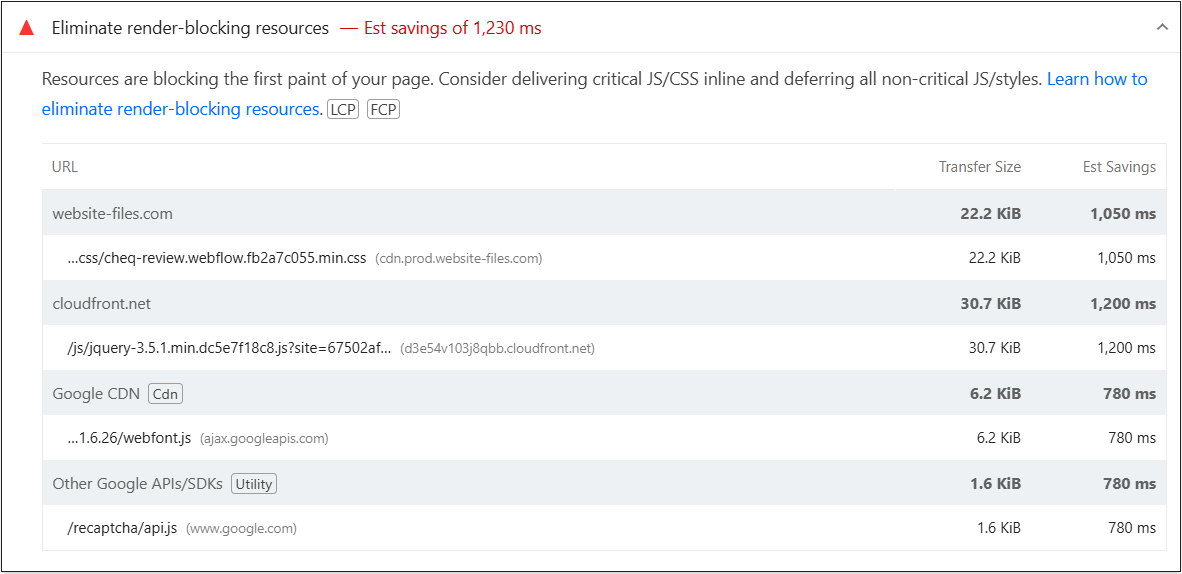 Eliminate render-blocking resources — Est savings of 1,230 ms
Resources are blocking the first paint of your page. Consider delivering critical JS/CSS inline and deferring all non-critical JS/styles. Learn how to
eliminate render-blocking resources. LCP FCP
URL Transfer Size Est Savings
website-files.com 22.2 KiB 1,050 ms
…css/cheq-review.webflow.fb2a7c055.min.css (cdn.prod.website-files.com) 22.2 KiB 1,050 ms
cloudfront.net 30.7 KiB 1,200 ms
/js/jquery-3.5.1.min.dc5e7f18c8.js?site=67502af… (d3e54v103j8qbb.cloudfront.net) 30.7 KiB 1,200 ms
Google CDN Cdn 6.2 KiB 780 ms
…1.6.26/webfont.js (ajax.googleapis.com) 6.2 KiB 780 ms
Other Google APIs/SDKs Utility 1.6 KiB 780 ms
/recaptcha/api.js (www.google.com) 1.6 KiB 780 ms